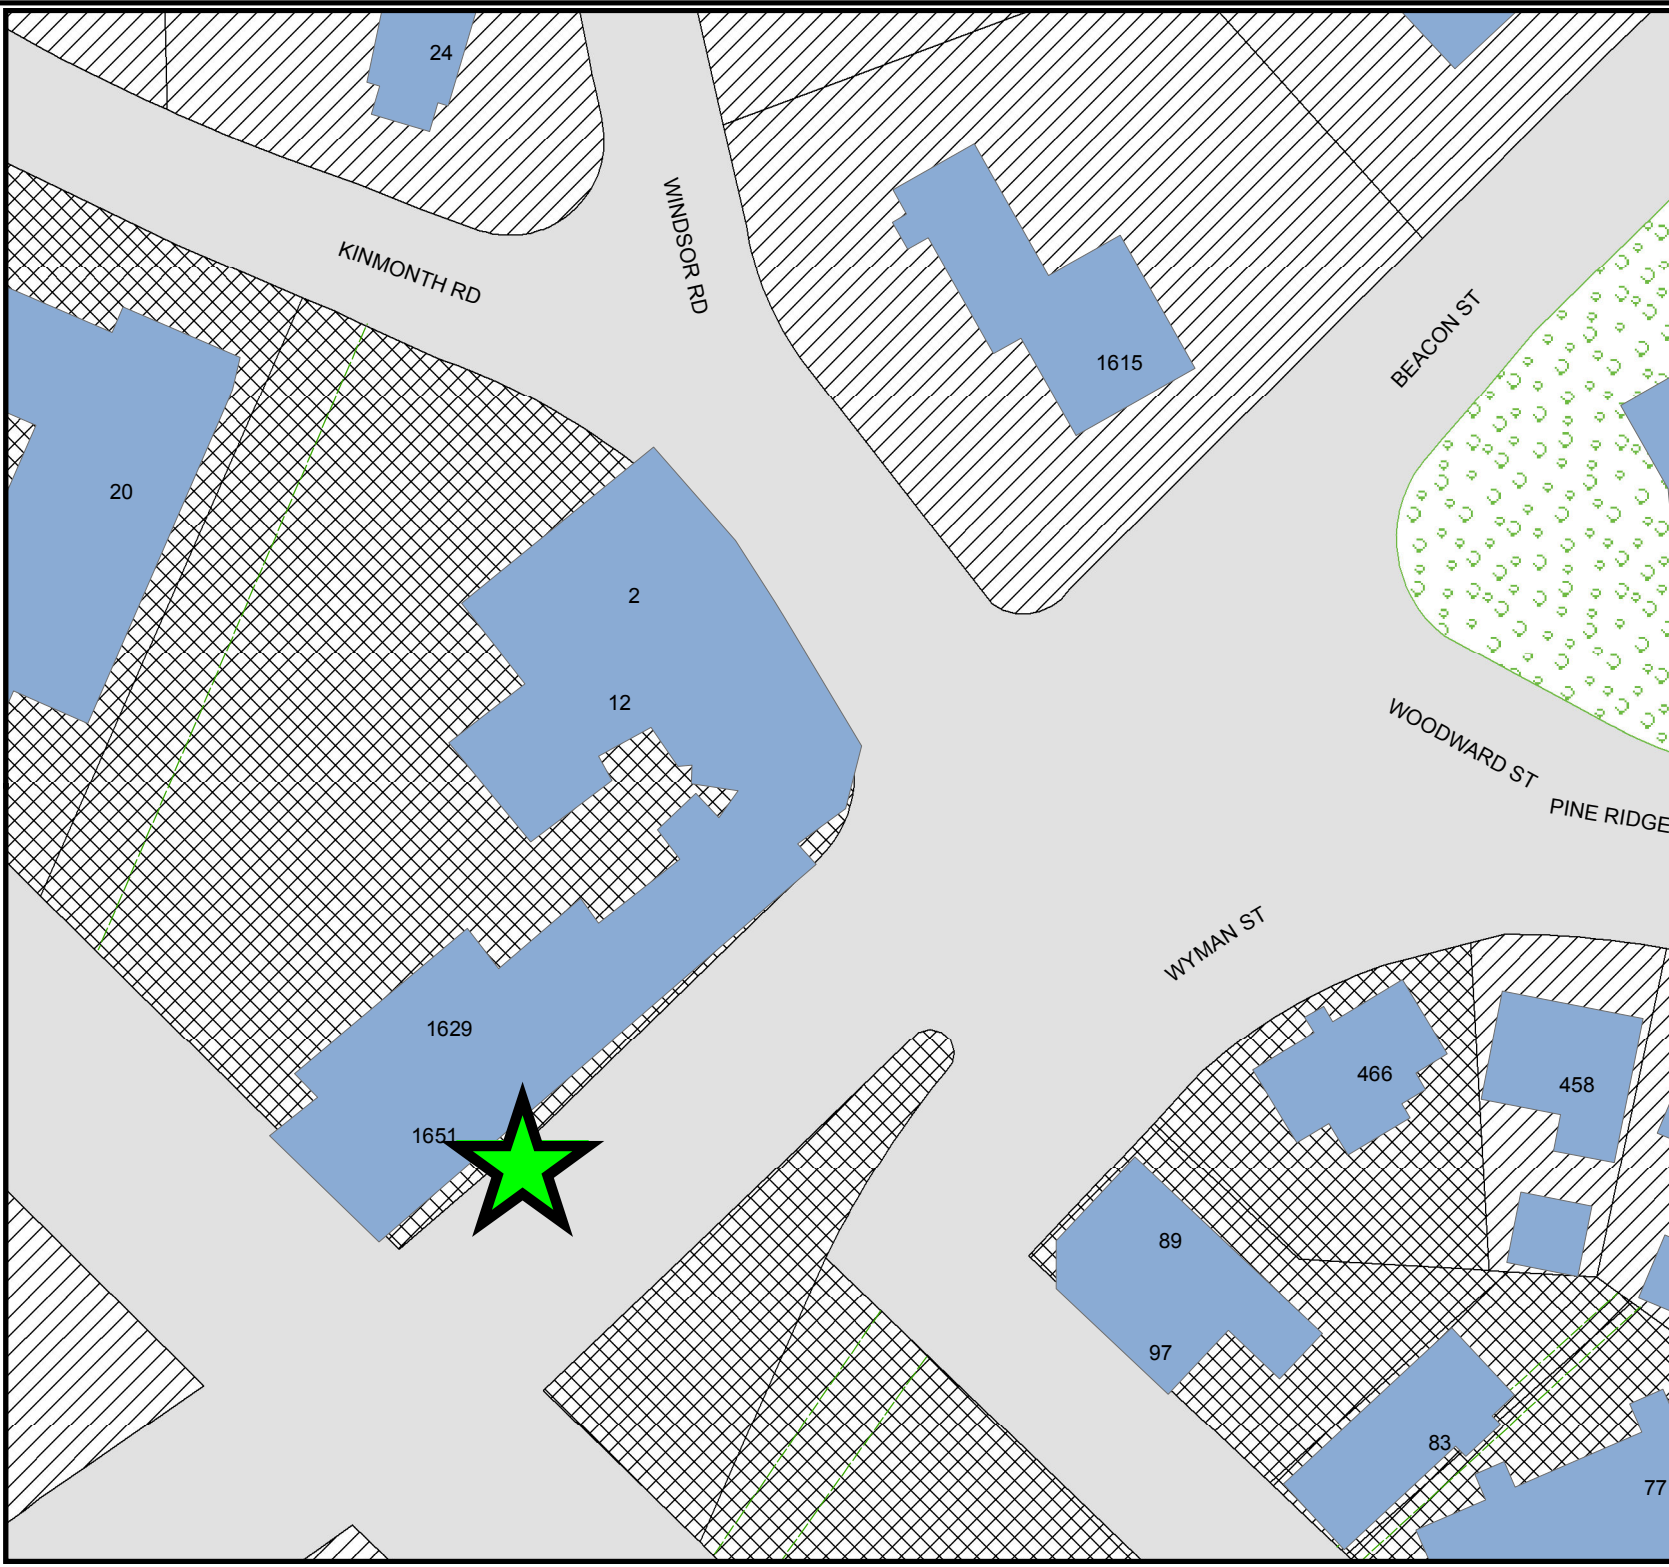 24
KINMONTH RD
WINDSOR RD
1615
BEACON ST
20
2
12
WOODWARD ST
PINE RIDGE
WYMAN ST
1629
1651
466
458
89
97
83
77